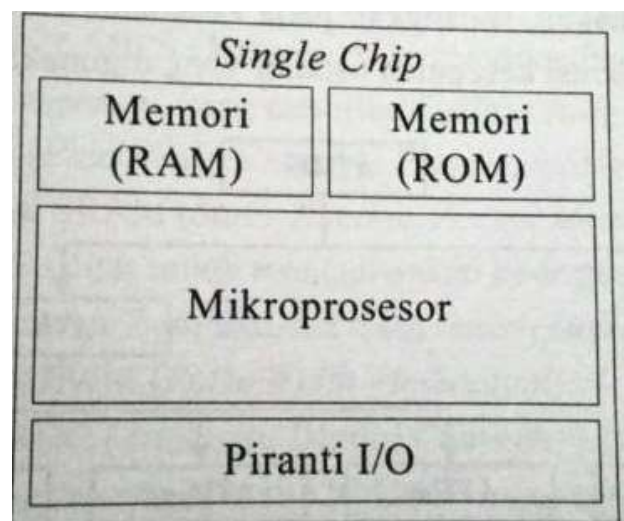 Single Chip
Memori
(RAM)
Memori
(ROM)
Mikroprosesor
Piranti I/O